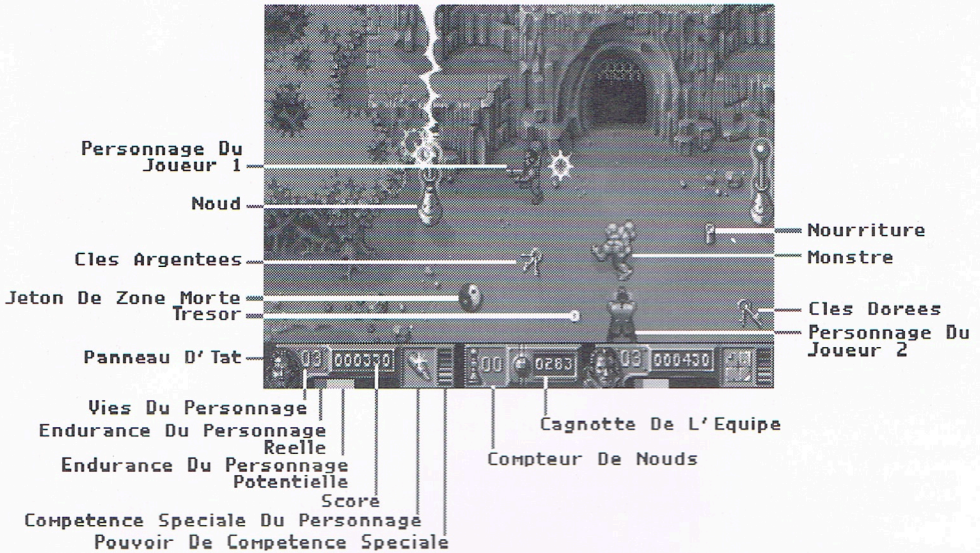 Personnage Du
Joueur 1
Noud
Cles Argentees
Jeton De Zone Morte
Tresor
Panneau D'Tat
Nourriture
Monstre
Cles Dorees
Personnage Du
Joueur 2
03
000330
00
0263
03
000430
Vies Du Personnage
Endurance Du Personnage
Reelle
Endurance Du Personnage
Potentielle
Score
Competence Speciale Du Personnage
Pouvoir De Competence Speciale
Cagnotte De L'Equipe
Compteur De Nouds